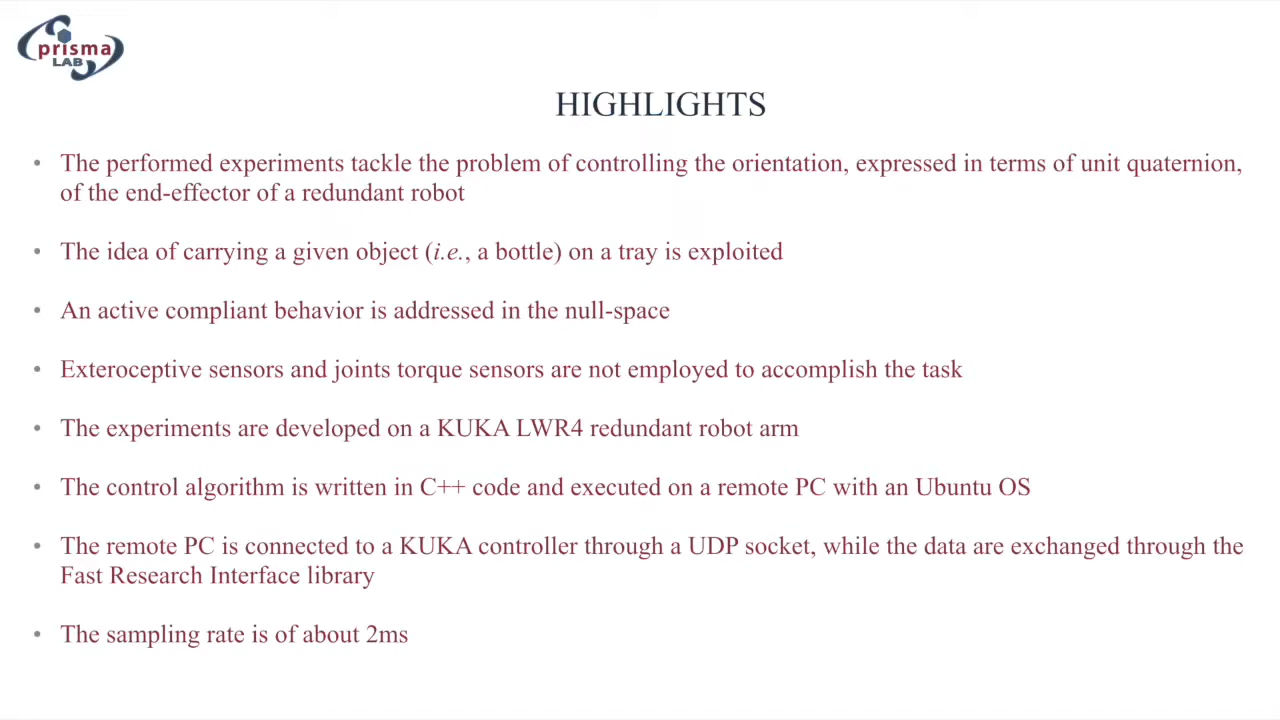 prisma
LAB
HIGHLIGHTS
• The performed experiments tackle the problem of controlling the orientation, expressed in terms of unit quaternion,
of the end-effector of a redundant robot
• The idea of carrying a given object (i.e., a bottle) on a tray is exploited
• An active compliant behavior is addressed in the null-space
• Exteroceptive sensors and joints torque sensors are not employed to accomplish the task
• The experiments are developed on a KUKA LWR4 redundant robot arm
• The control algorithm is written in C++ code and executed on a remote PC with an Ubuntu OS
• The remote PC is connected to a KUKA controller through a UDP socket, while the data are exchanged through the
Fast Research Interface library
• The sampling rate is of about 2ms